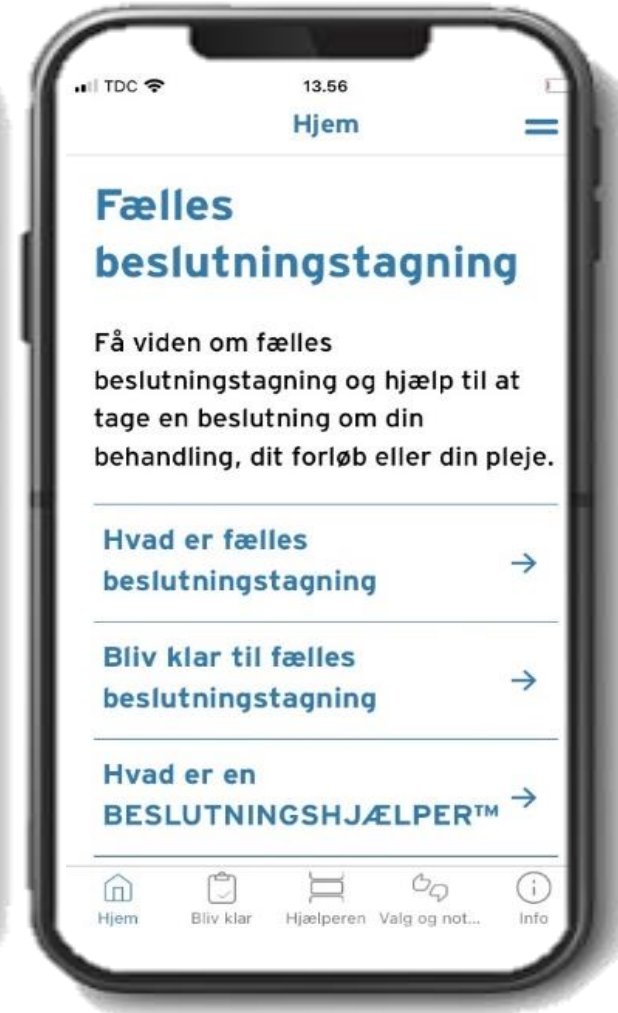 TDC
13.56
Hjem
Fælles
beslutningstagning
Få viden om fælles
beslutningstagning og hjælp til at
tage en beslutning om din
behandling, dit forløb eller din pleje.
Hvad er fælles
beslutningstagning
Bliv klar til fælles
beslutningstagning
Hvad er en
BESLUTNINGSHJÆLPER™
Hjem Bliv klar Hjælperen Valg og not... Info